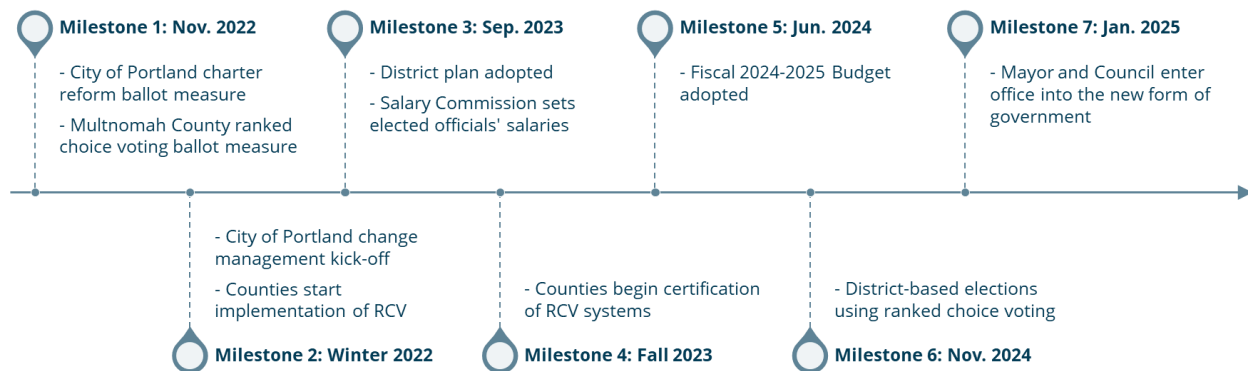 Milestone 1: Nov. 2022
- City of Portland charter
reform ballot measure
- Multnomah County ranked
choice voting ballot measure
- City of Portland change
management kick-off
- Counties start
implementation of RCV
Milestone 2: Winter 2022
Milestone 3: Sep. 2023
- District plan adopted
- Salary Commission sets
elected officials' salaries
- Counties begin certification
of RCV systems
Milestone 4: Fall 2023
Milestone 5: Jun. 2024
- Fiscal 2024-2025 Budget
adopted
- District-based elections
using ranked choice voting
Milestone 6: Nov. 2024
Milestone 7: Jan. 2025
- Mayor and Council enter
office into the new form of
government